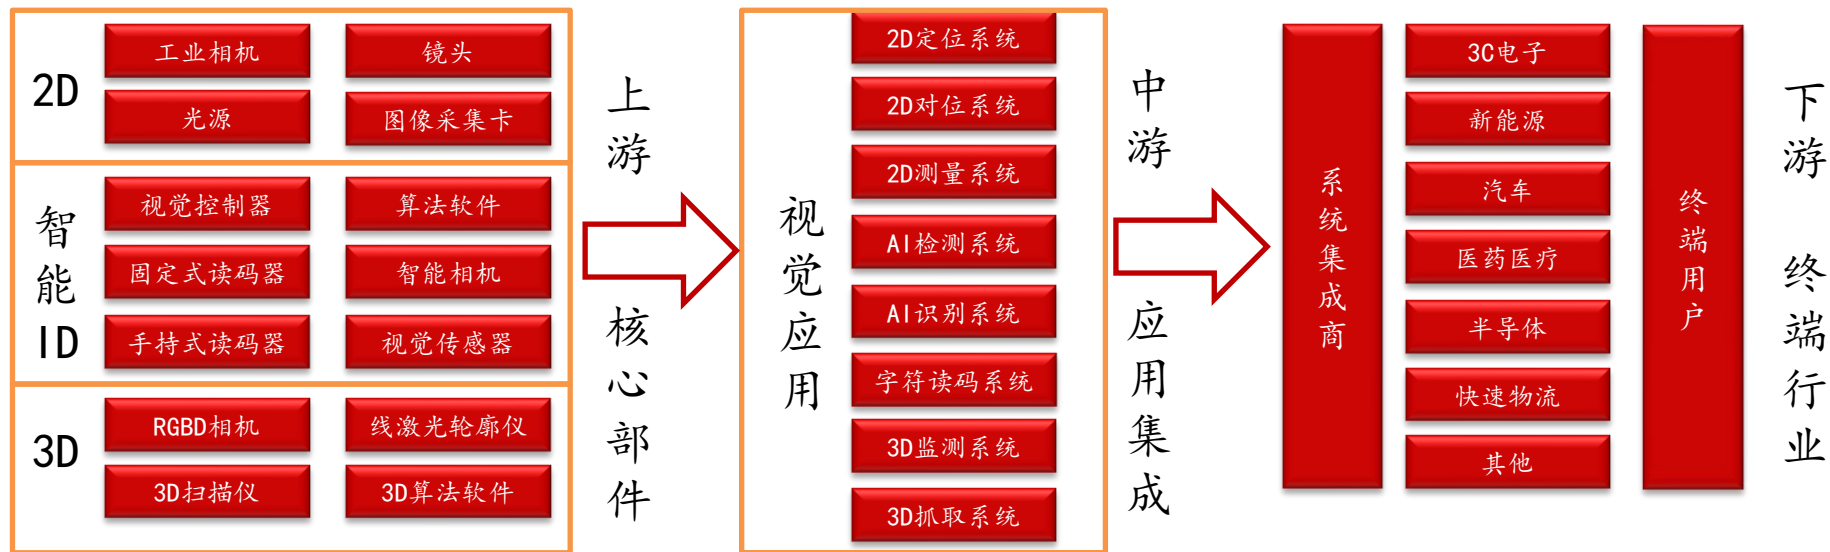 2D
工业相机
镜头
光源
图像采集卡
智能ID
视觉控制器
算法软件
固定式读码器
智能相机
手持式读码器
视觉传感器
3D
RGBD相机
线激光轮廓仪
3D扫描仪
3D算法软件
上游
核心部件
视觉应用
2D定位系统
2D对位系统
2D测量系统
AI检测系统
AI识别系统
字符读码系统
3D监测系统
3D抓取系统
中游
应用集成
系统集成商
3C电子
新能源
汽车
医药医疗
半导体
快速物流
其他
终端用户
下游
终端行业